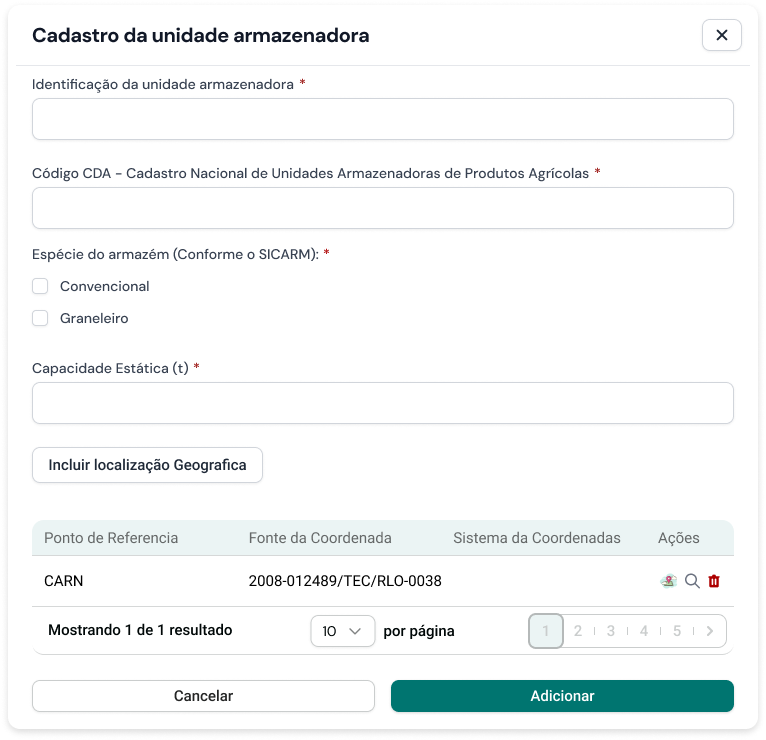 Cadastro da unidade armazenadora
Identificação da unidade armazenadora *
Código CDA - Cadastro Nacional de Unidades Armazenadoras de Produtos Agrícolas *
Espécie do armazém (Conforme o SICARM): *
Convencional
Graneleiro
Capacidade Estática (t) *
Incluir localização Geografica
Ponto de Referencia Fonte da Coordenada Sistema da Coordenadas Ações
CARN 2008-012489/TEC/RLO-0038
Mostrando 1 de 1 resultado 10 por página 1 2 3 4 5
Cancelar Adicionar